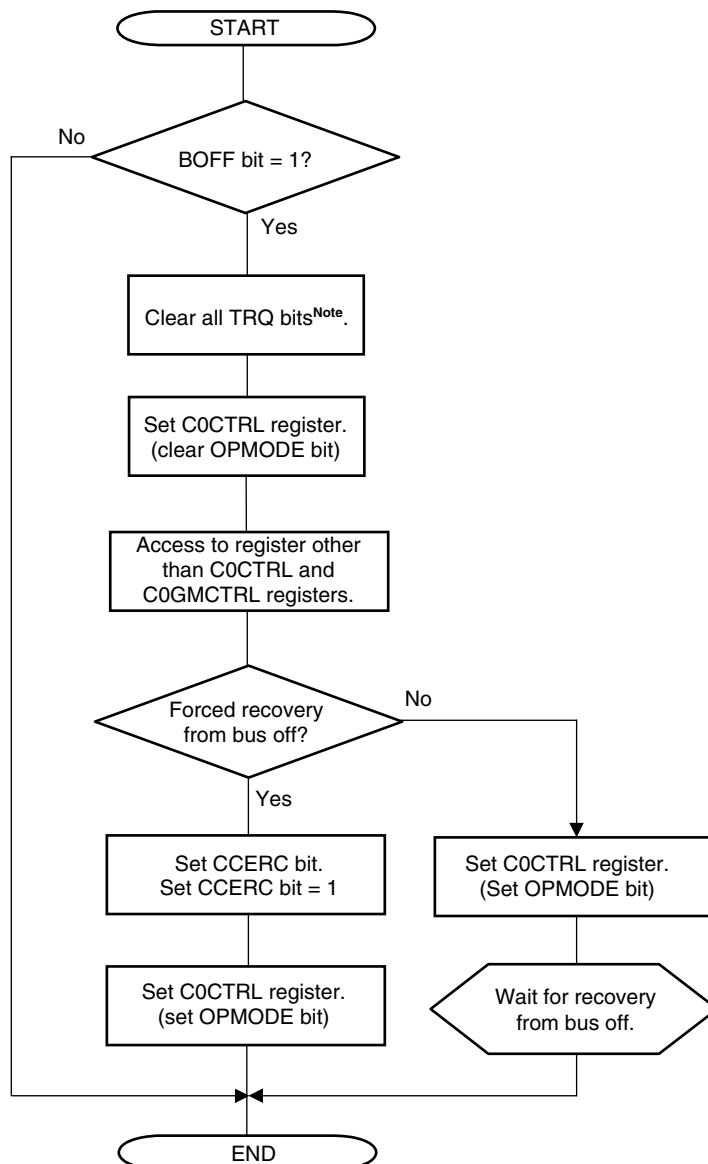 START
No
BOFF bit = 1?
Yes
Clear all TRQ bitsNote.
Set C0CTRL register.
(clear OPMODE bit)
Access to register other
than C0CTRL and
C0GMCTRL registers.
Forced recovery
from bus off?
No
Yes
Set CCERC bit.
Set CCERC bit = 1
Set C0CTRL register.
(Set OPMODE bit)
Set C0CTRL register.
(set OPMODE bit)
Wait for recovery
from bus off.
END